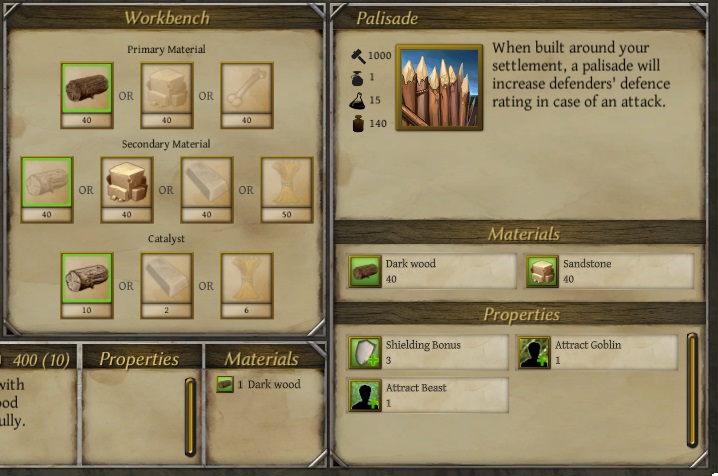 Workbench
Primary Material
OR
OR
40
40
40
Secondary Material
OR
OR
OR
40
40
40
50
Catalyst
OR
OR
10
2
6
400 (10)
with
ood
ully.
Properties
Materials
1 Dark wood
Palisade
1000
1
15
140
When built around your
settlement, a palisade will
increase defenders' defence
rating in case of an attack.
Materials
Dark wood
40
Sandstone
40
Properties
Shielding Bonus
3
Attract Goblin
1
Attract Beast
1